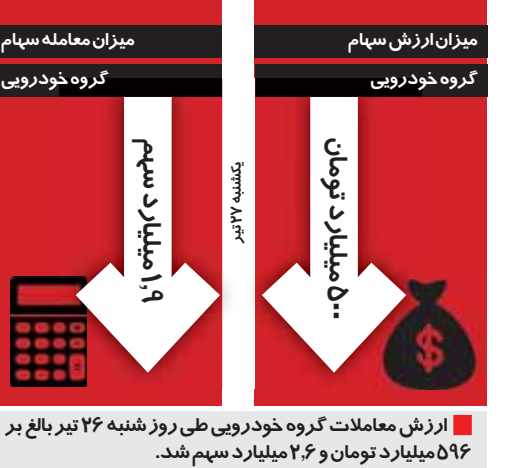 میزان ارزش سهام
گروه خودرویی
۵۰۰ میلیارد تومان
یکشنبه ۲۷ تیر
میزان معامله سهام
گروه خودرویی
۱,۹ میلیارد سهم
ارزش معاملات گروه خودرویی طی روز شنبه ۲۶ تیر بالغ بر
۵۹۶ میلیارد تومان و ۲,۶ میلیارد سهم شد.
$